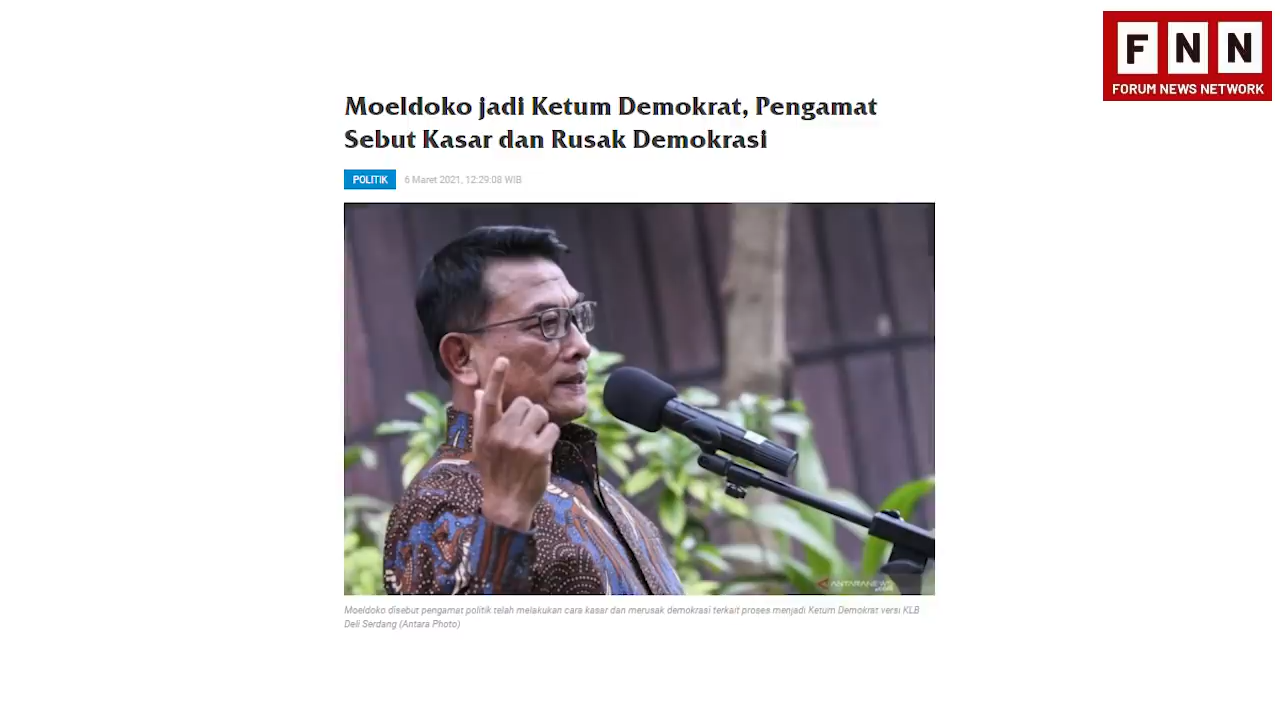 FNN
FORUM NEWS NETWORK
Moeldoko jadi Ketum Demokrat, Pengamat
Sebut Kasar dan Rusak Demokrasi
POLITIK 6 Maret 2021, 12:29:08 WIB
ANTARANEWS
.com
Moeldoko disebut pengamat politik telah melakukan cara kasar dan merusak demokrasi terkait proses menjadi Ketum Demokrat versi KLB
Deli Serdang (Antara Photo)